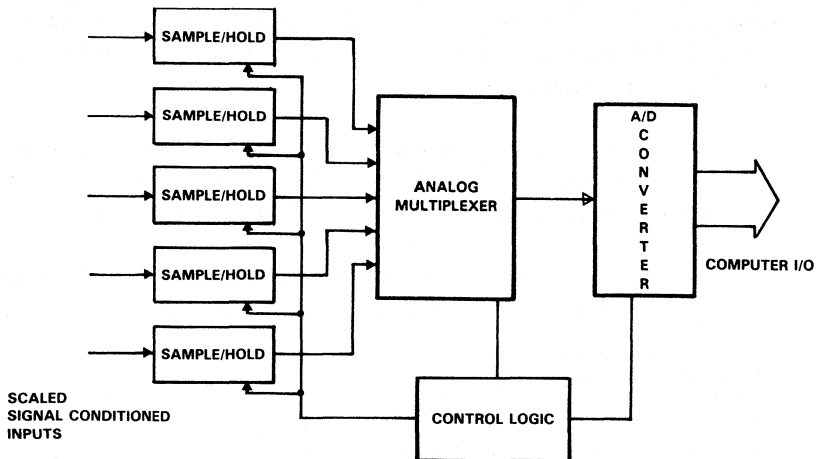 SAMPLE/HOLD
SAMPLE/HOLD
SAMPLE/HOLD
SAMPLE/HOLD
SAMPLE/HOLD
ANALOG
MULTIPLEXER
A/D
C
O
N
V
E
R
T
E
R
COMPUTER I/O
CONTROL LOGIC
SCALED
SIGNAL CONDITIONED
INPUTS